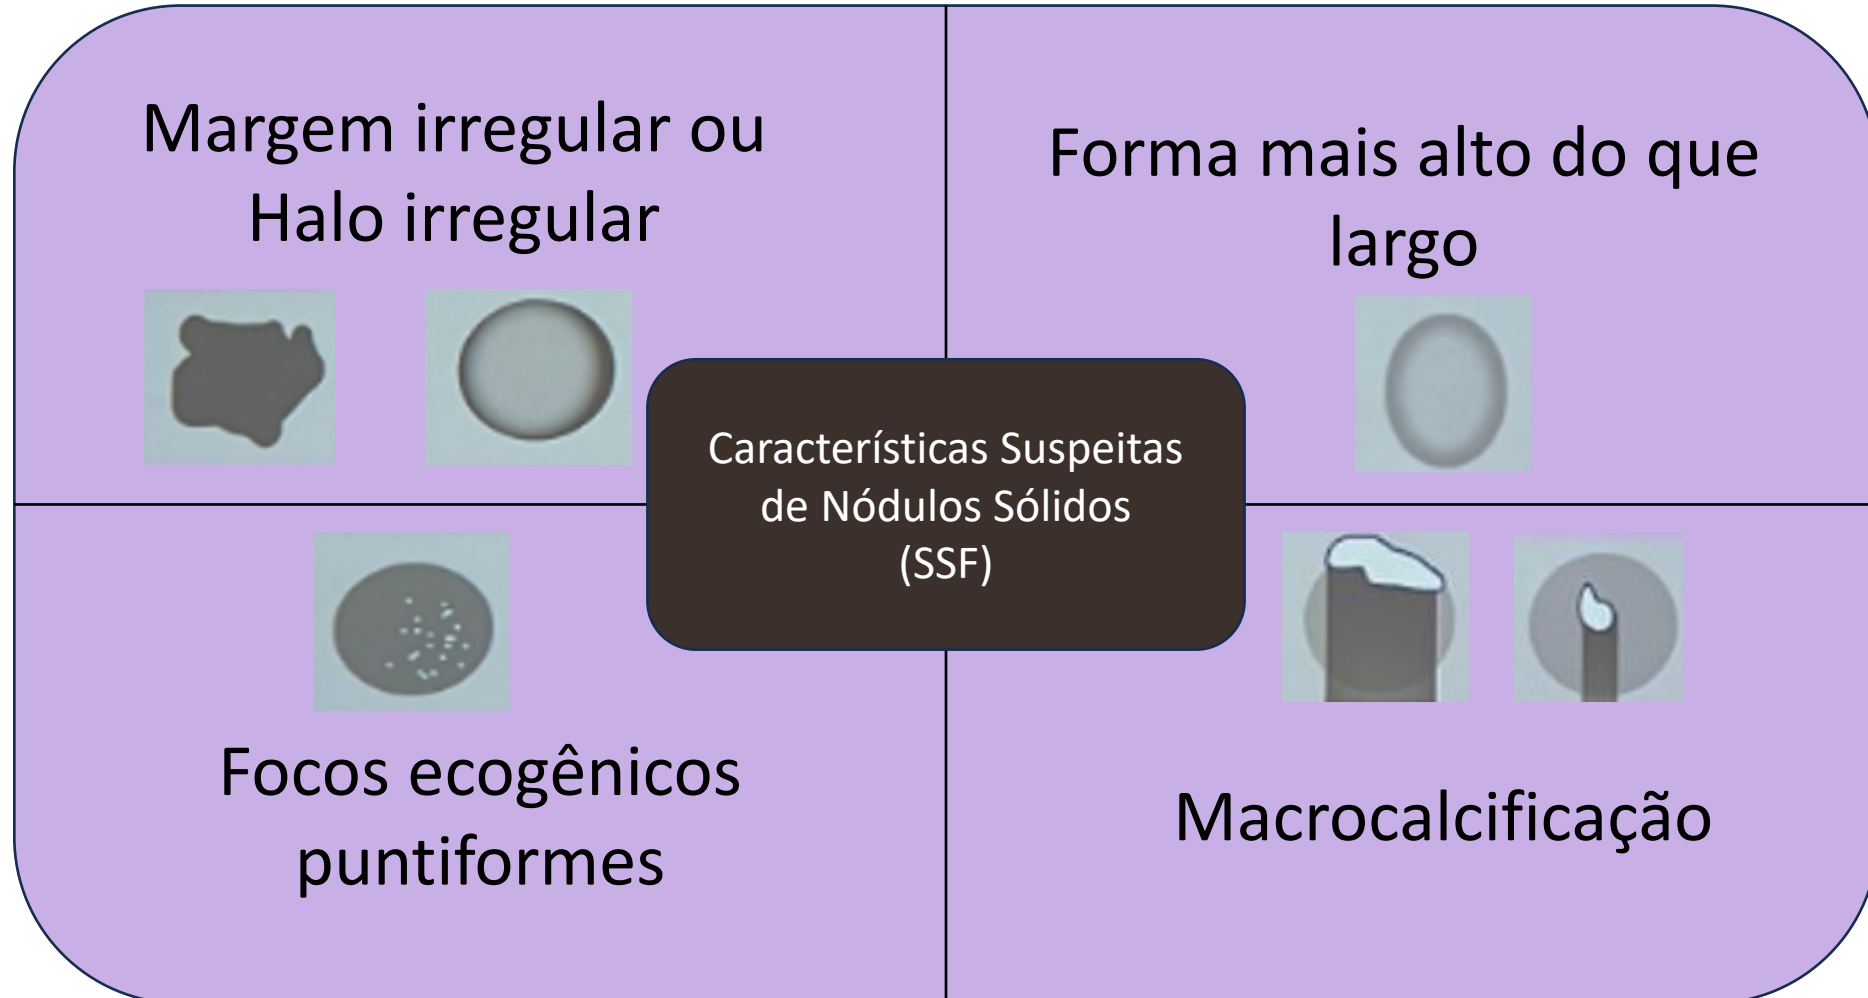 Margem irregular ou
Halo irregular
Forma mais alto do que
largo
Características Suspeitas
de Nódulos Sólidos
(SSF)
Focos ecogênicos
puntiformes
Macrocalcificação